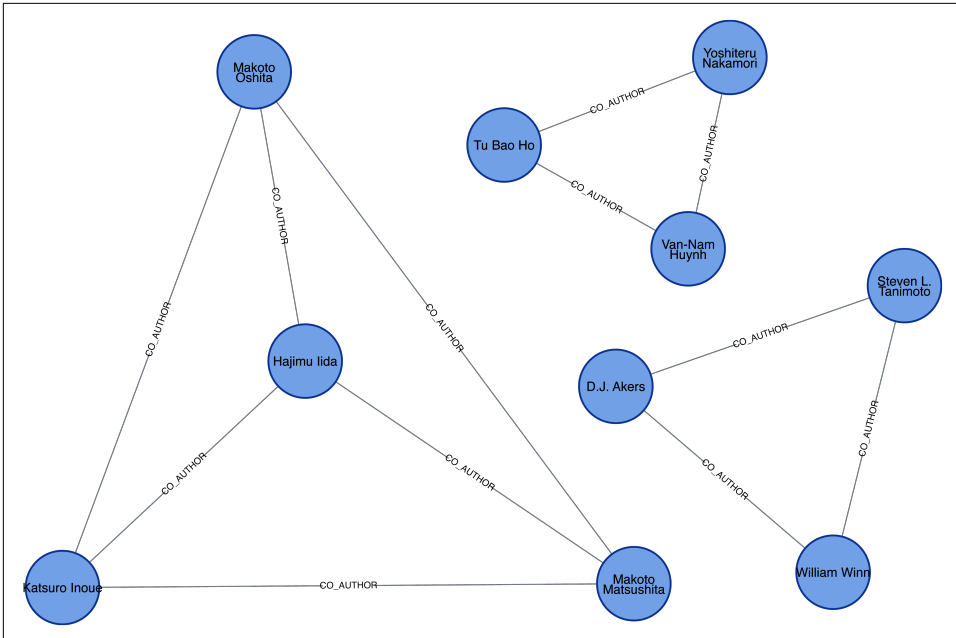 Makoto
Oshita
Yoshiteru
Nakamori
CO_AUTHOR
Tu Bao Ho
CO_AUTHOR
CO_AUTHOR
CO_AUTHOR
Van-Nam
Huynh
Steven L.
Tanimoto
CO_AUTHOR
CO_AUTHOR
CO_AUTHOR
Hajimu Iida
D.J. Akers
CO_AUTHOR
CO_AUTHOR
CO_AUTHOR
CO_AUTHOR
CO_AUTHOR
Katsuro Inoue
CO_AUTHOR
Makoto
Matsushita
William Winn